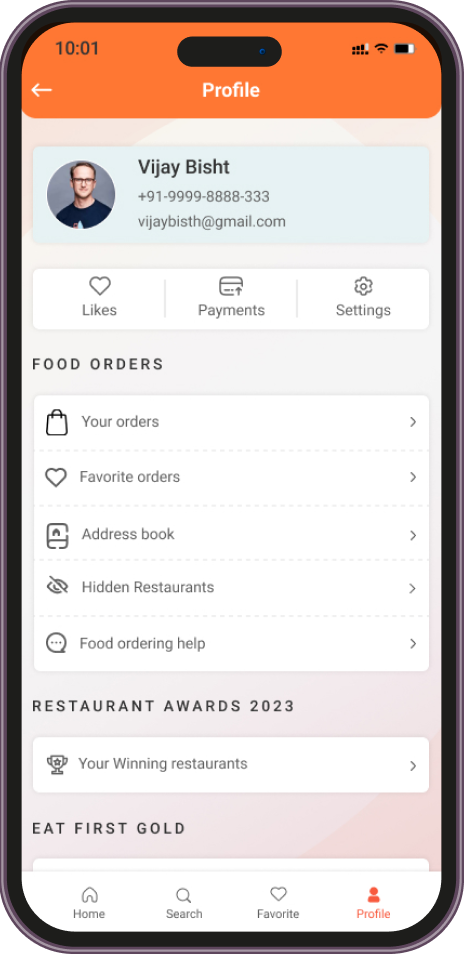 10:01
Profile
Vijay Bisht
+91-9999-8888-333
vijaybisth@gmail.com
Likes
Payments
Settings
FOOD ORDERS
Your orders
Favorite orders
Address book
Hidden Restaurants
Food ordering help
RESTAURANT AWARDS 2023
Your Winning restaurants
EAT FIRST GOLD
Home
Search
Favorite
Profile